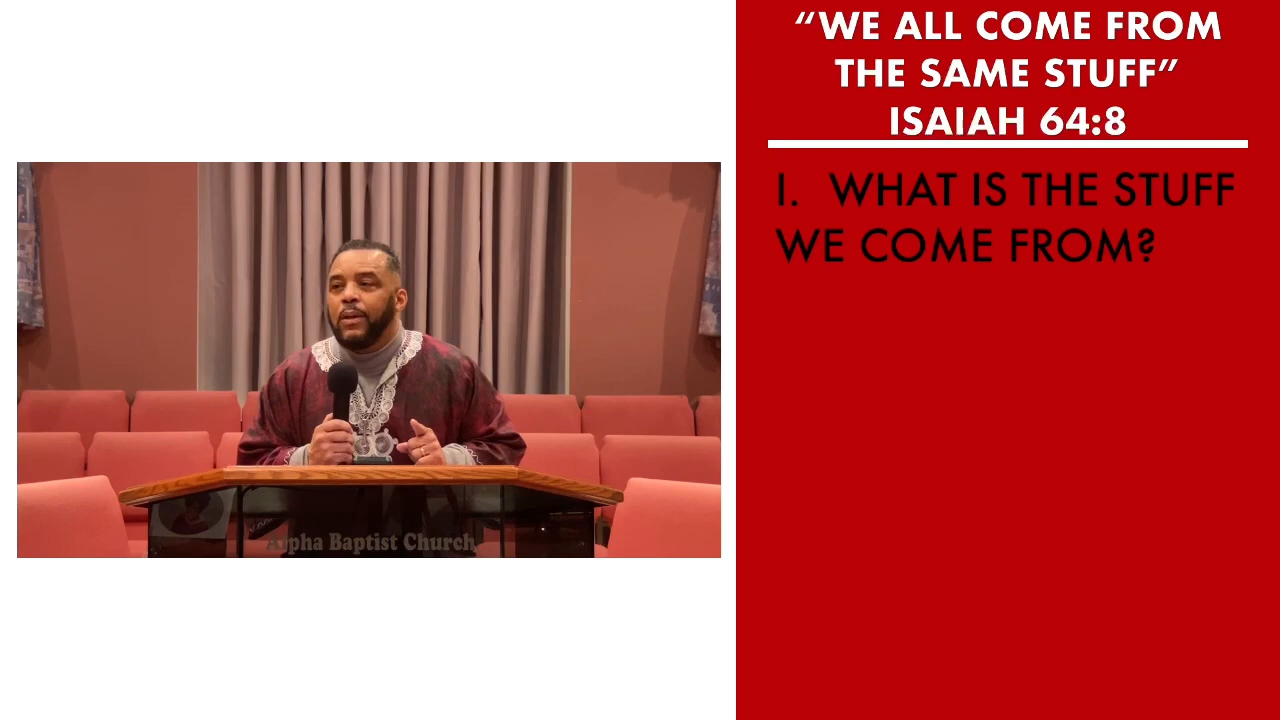 “WE ALL COME FROM
THE SAME STUFF”
ISAIAH 64:8
I. WHAT IS THE STUFF
WE COME FROM?
Alpha Baptist Church